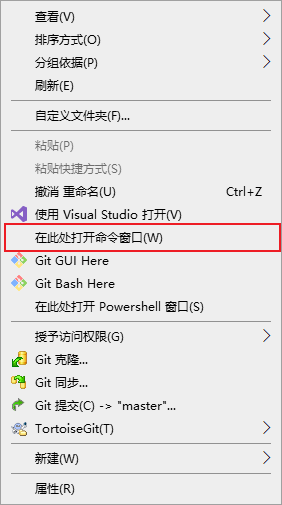 查看(V)
排序方式(O)
分组依据(P)
刷新(E)
自定义文件夹(F)...
粘贴(P)
粘贴快捷方式(S)
撤消 重命名(U) Ctrl+Z
使用 Visual Studio 打开(V)
在此处打开命令窗口(W)
Git GUI Here
Git Bash Here
在此处打开 Powershell 窗口(S)
授予访问权限(G)
Git 克隆...
Git 同步...
Git 提交(C) -> "master"...
TortoiseGit(T)
新建(W)
属性(R)